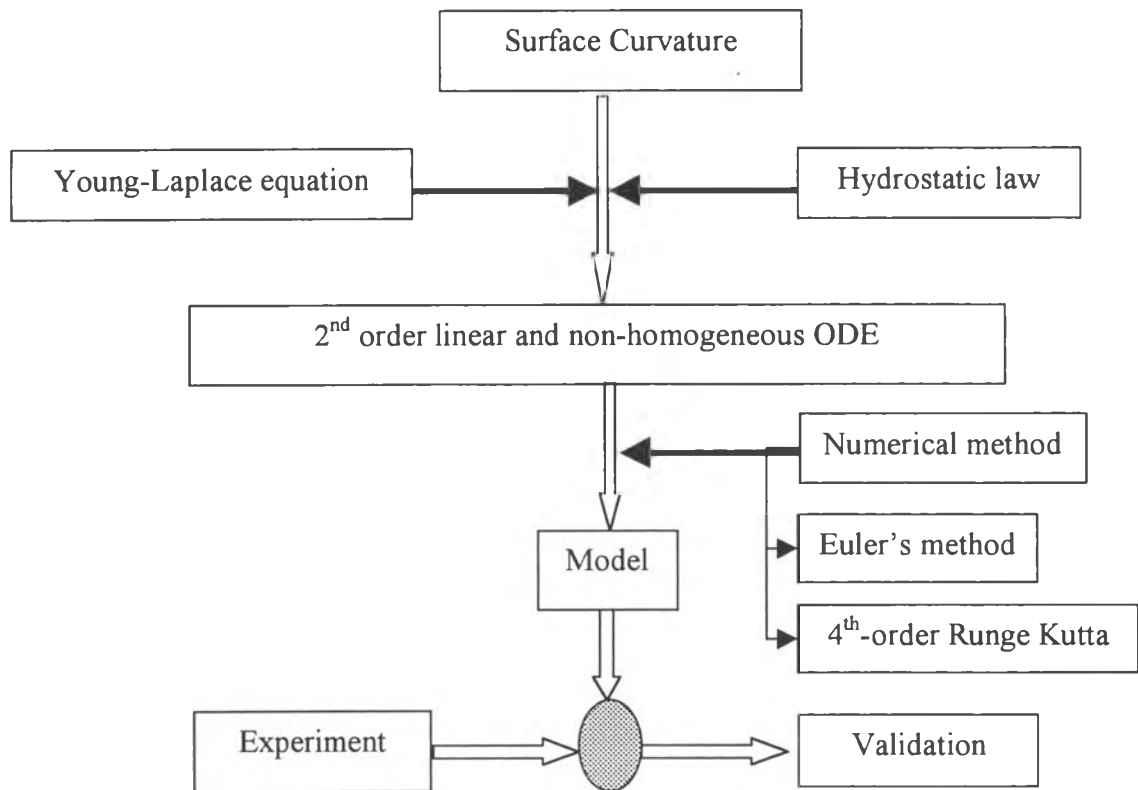 Surface Curvature
Young-Laplace equation
Hydrostatic law
2nd order linear and non-homogeneous ODE
Numerical method
Euler's method
Model
4th-order Runge Kutta
Experiment
Validation